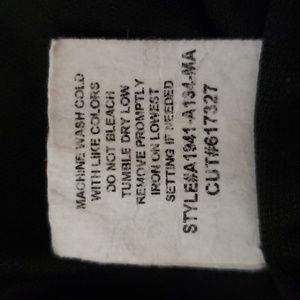 MACHINE WASH COLD
WITH LIKE COLORS
DO NOT BLEACH
TUMBLE DRY LOW
REMOVE PROMPTLY
IRON ON LOWEST
SETTING IF NEEDED
STYLE#A1941-A134-MA
CUT#617327